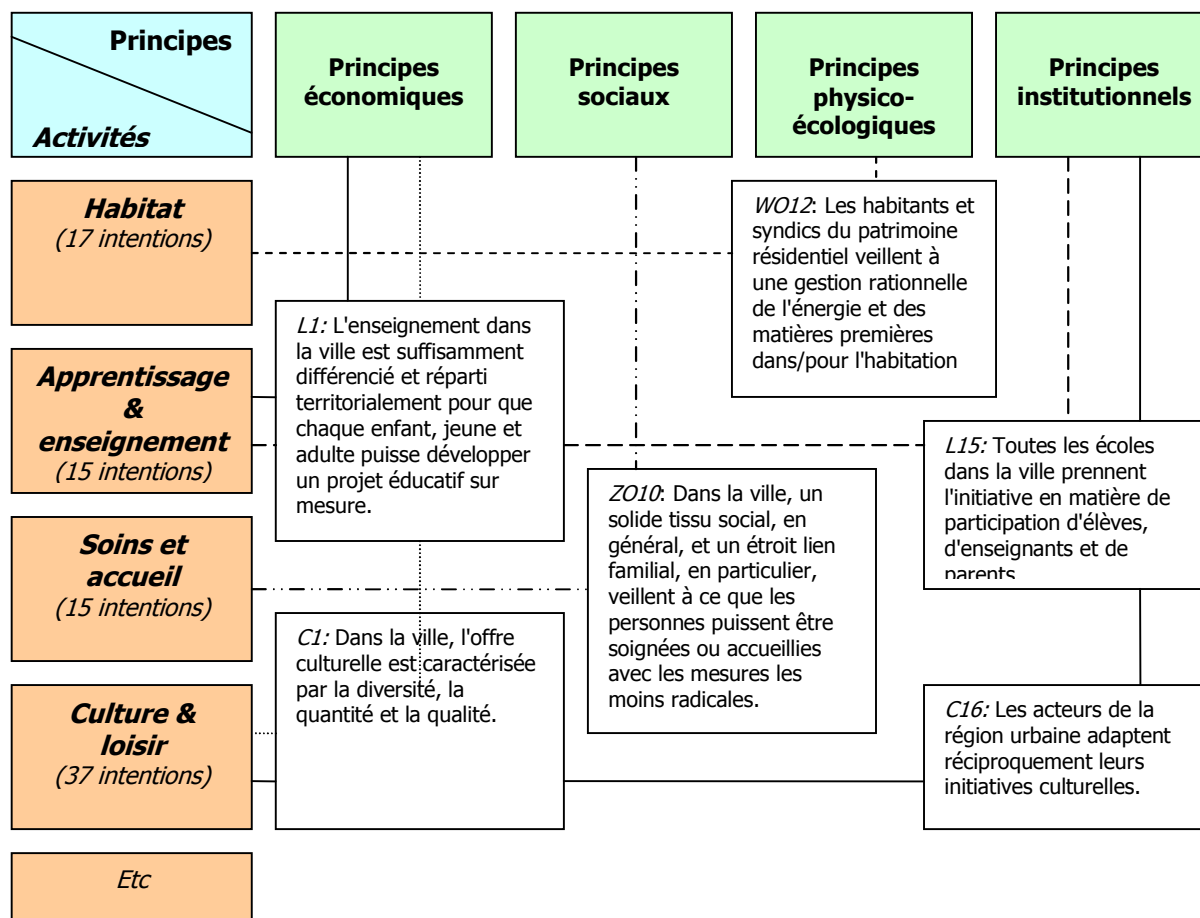 Principes
Activités
Principes
économiques
Principes
sociaux
Principes
physico-
écologiques
Principes
institutionnels
Habitat
(17 intentions)
WO12: Les habitants et
syndics du patrimoine
résidentiel veillent à
une gestion rationnelle
de l'énergie et des
matières premières
dans/pour l'habitation
L1: L'enseignement dans
la ville est suffisamment
différencié et réparti
territorialement pour que
chaque enfant, jeune et
adulte puisse développer
un projet éducatif sur
mesure.
Apprentissage
&
enseignement
(15 intentions)
L15: Toutes les écoles
dans la ville prennent
l'initiative en matière de
participation d'élèves,
d'enseignants et de
parents
ZO10: Dans la ville, un
solide tissu social, en
général, et un étroit lien
familial, en particulier,
veillent à ce que les
personnes puissent être
soignées ou accueillies
avec les mesures les
moins radicales.
Soins et
accueil
(15 intentions)
C1: Dans la ville, l'offre
culturelle est caractérisée
par la diversité, la
quantité et la qualité.
Culture &
loisir
(37 intentions)
C16: Les acteurs de la
région urbaine adaptent
réciproquement leurs
initiatives culturelles.
Etc